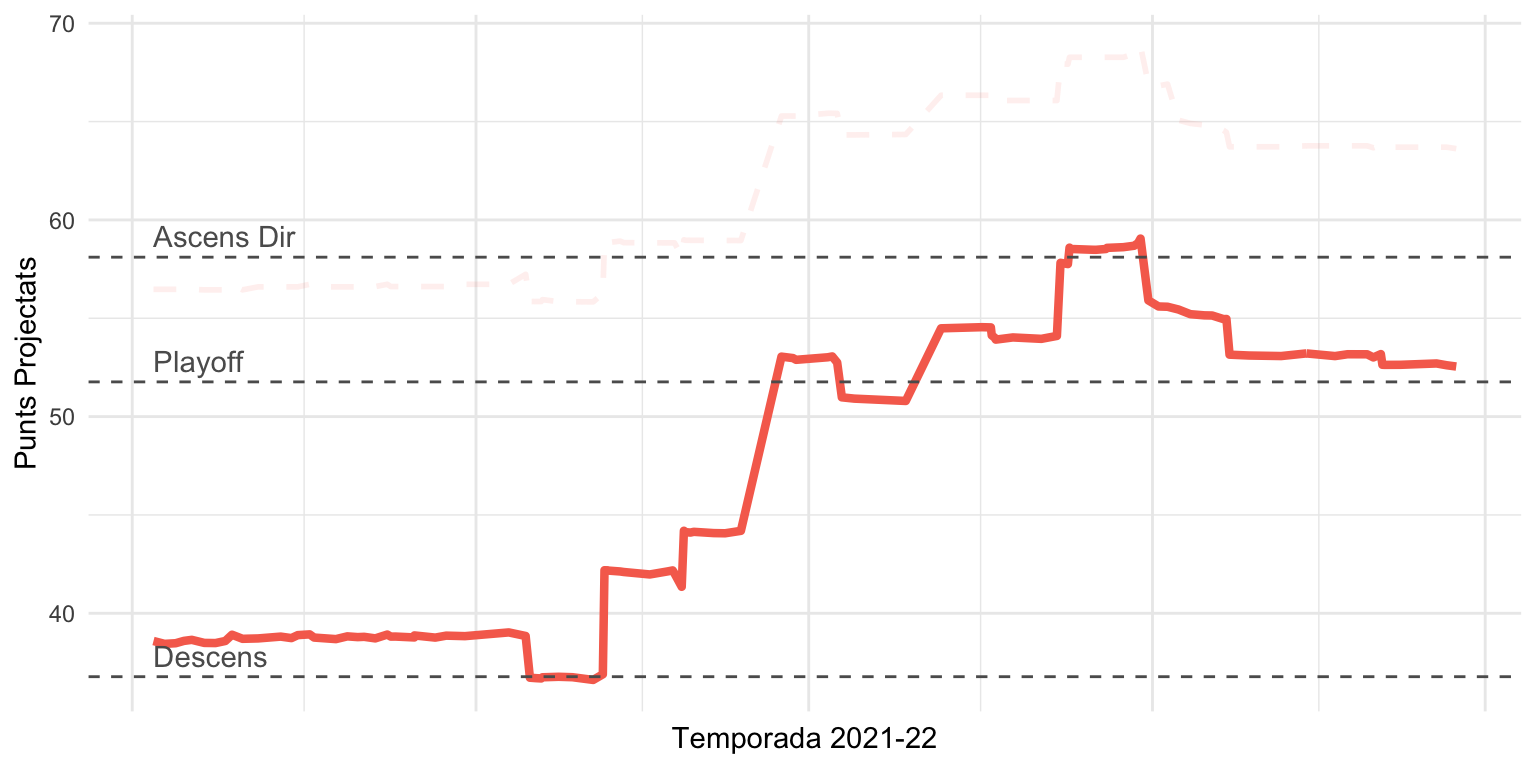 70
60
50
40
Punts Projectats
Ascens Dir
Playoff
Descens
Temporada 2021-22